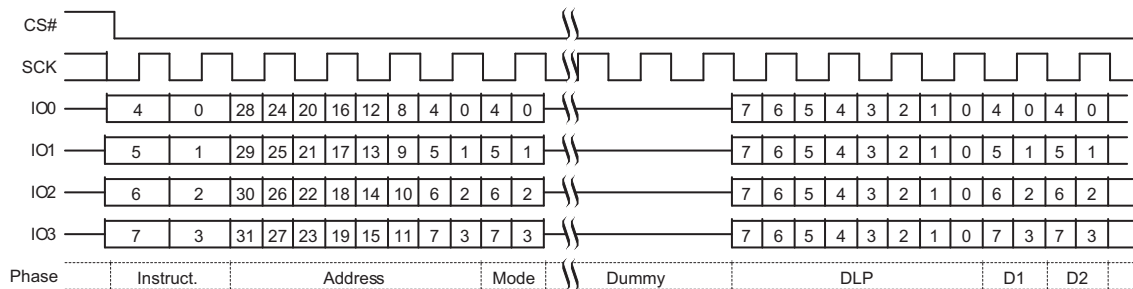 CS#
SCK
IO0 4 0 28 24 20 16 12 8 4 0 4 0 7 6 5 4 3 2 1 0 4 0 4 0
IO1 5 1 29 25 21 17 13 9 5 1 5 1 7 6 5 4 3 2 1 0 5 1 5 1
IO2 6 2 30 26 22 18 14 10 6 2 6 2 7 6 5 4 3 2 1 0 6 2 6 2
IO3 7 3 31 27 23 19 15 11 7 3 7 3 7 6 5 4 3 2 1 0 7 3 7 3
Phase Instruct. Address Mode Dummy DLP D1 D2